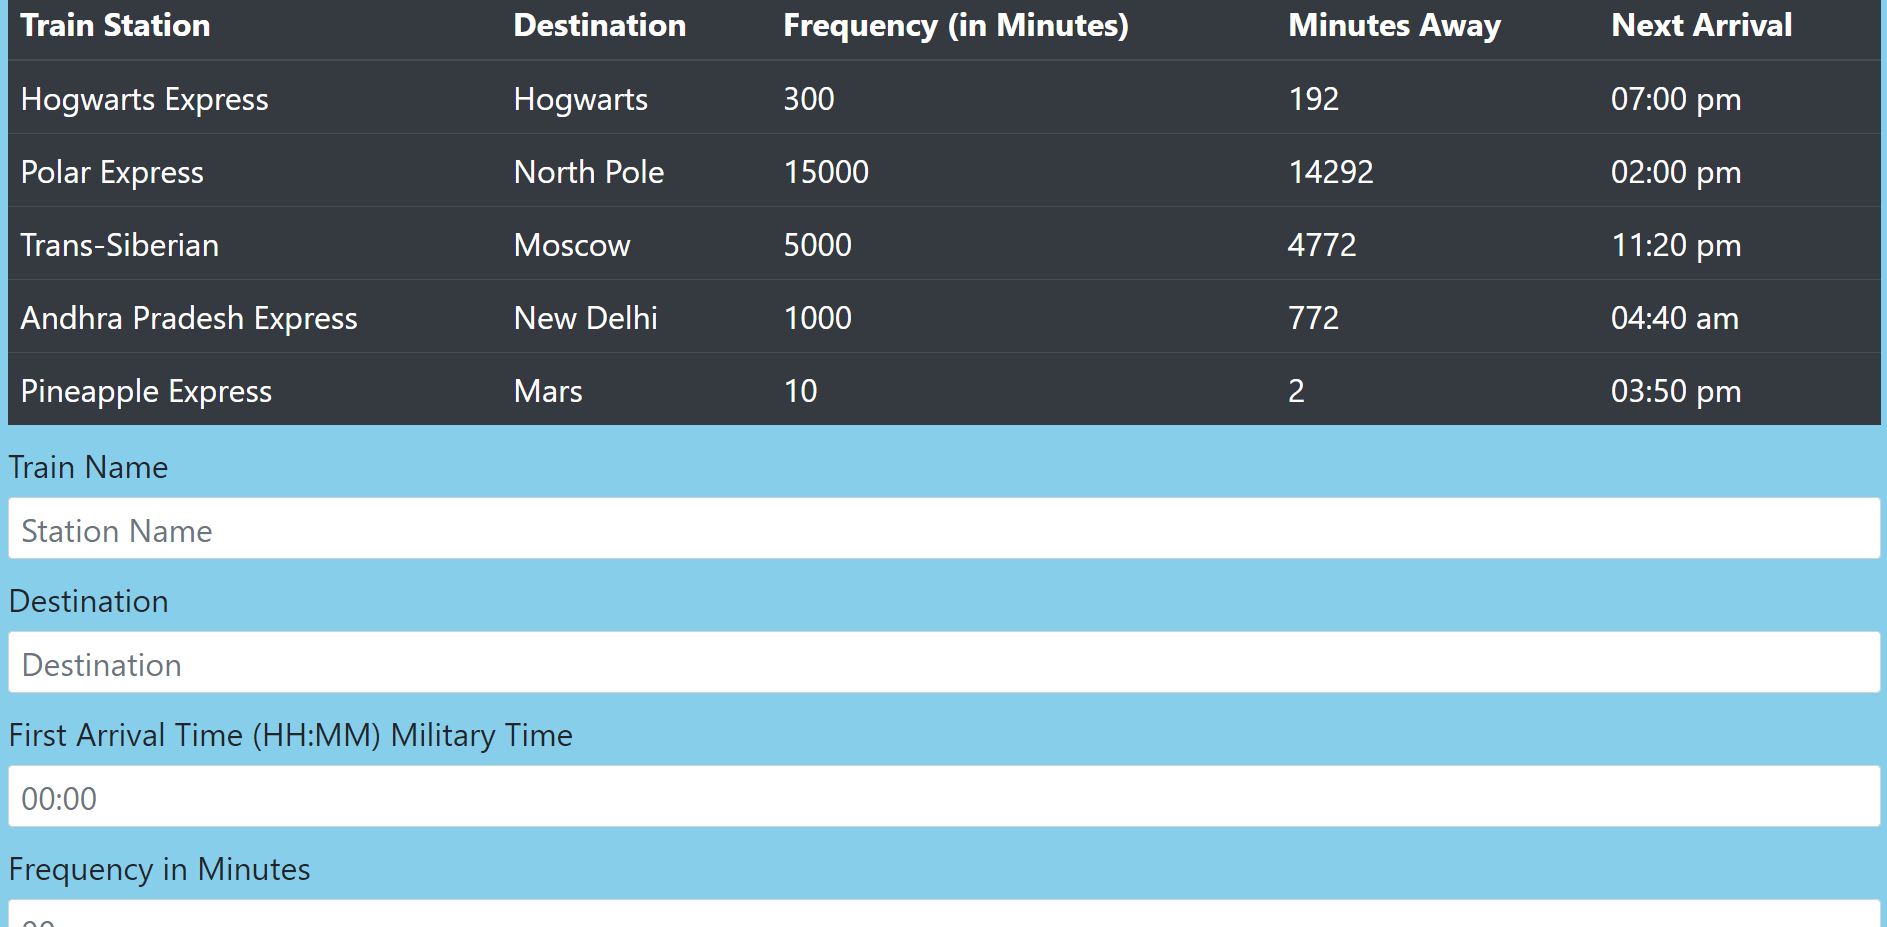 Train Station Destination Frequency (in Minutes) Minutes Away Next Arrival
Hogwarts Express Hogwarts 300 192 07:00 pm
Polar Express North Pole 15000 14292 02:00 pm
Trans-Siberian Moscow 5000 4772 11:20 pm
Andhra Pradesh Express New Delhi 1000 772 04:40 am
Pineapple Express Mars 10 2 03:50 pm
Train Name
Station Name
Destination
Destination
First Arrival Time (HH:MM) Military Time
00:00
Frequency in Minutes